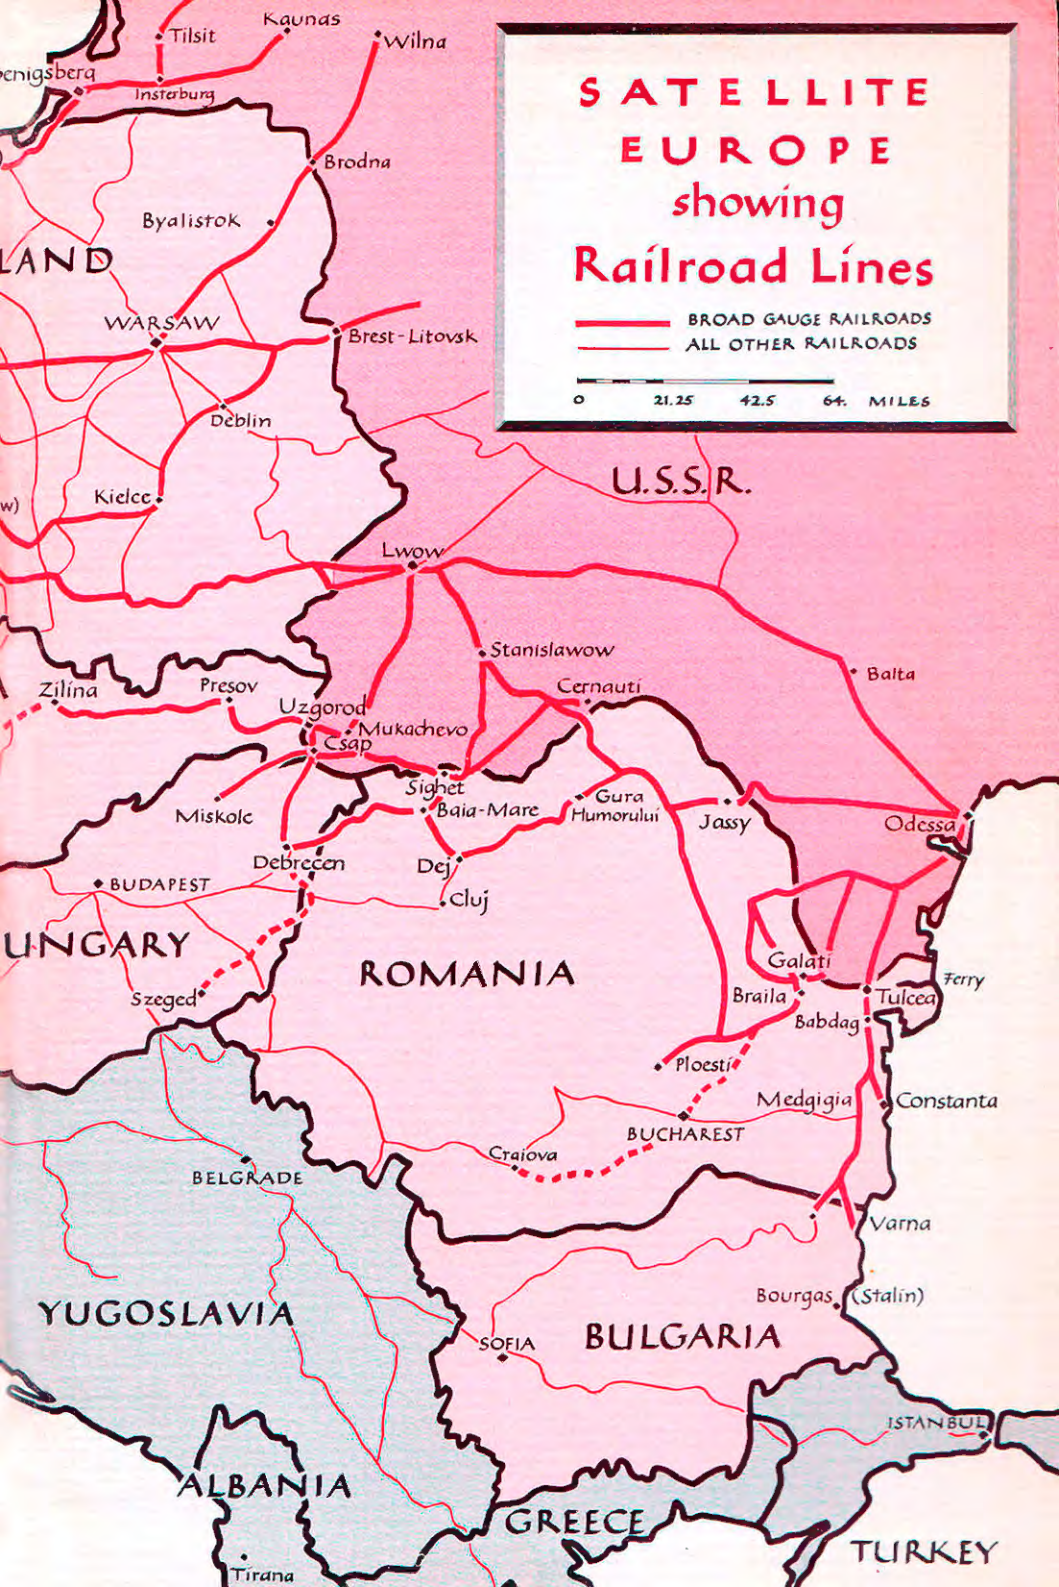 SATELLITE
EUROPE
showing
Railroad Lines
BROAD GAUGE RAILROADS
ALL OTHER RAILROADS
0 21.25 42.5 64. MILES
Tilsit
Kaunas
Wilna
oenigsberg
Insterburg
Brodna
Byalistok
LAND
WARSAW
Brest-Litovsk
Deblin
Kielce
w)
U.S.S.R.
Lwow
Stanislawow
Balta
Zilina
Presov
Cernauti
Uzgorod
Mukachevo
Csap
Sighet
Miskolc
Baia-Mare
Gura
Humorului
Jassy
Odessa
Debrecen
Dej
BUDAPEST
Cluj
UNGARY
ROMANIA
Galati
Ferry
Szeged
Braila
Tulcea
Babdag
Ploesti
Medgigia
Constanta
BUCHAREST
Craiova
BELGRADE
Varna
YUGOSLAVIA
Bourgas
(Stalin)
SOFIA
BULGARIA
ISTANBUL
ALBANIA
GREECE
TURKEY
Tirana